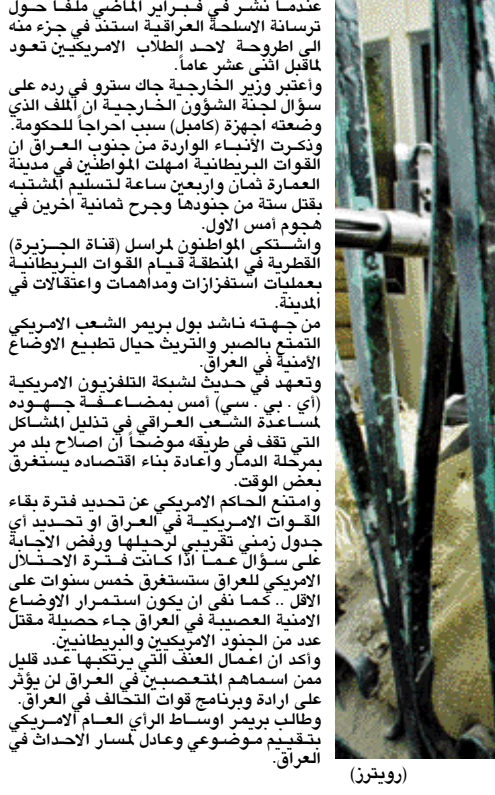 عندما نشر في فبراير الماضي ملفاً حول
ترسانة الاسلحة العراقية استند في جزء منه
الى اطروحة لاحد الطلاب الامريكيين تعود
لماقبل اثنى عشر عاماً.
وأعتبر وزير الخارجية جاك سترو في رده على
سؤال لجنة الشؤون الخارجية ان الملف الذي
وضعته اجهزة (كامبل) سبب احراجاً للحكومة.
وذكرت الأنباء الواردة من جنوب العراق ان
القوات البريطانية امهلت المواطنين في مدينة
العمارة ثمان واربعين ساعة لتسليم المشتبه
بقتل ستة من جنودها وجرح ثمانية اخرين في
هجوم أمس الاول.
واشتكى المواطنون لمراسل (قناة الجزيرة)
القطرية في المنطقة قيام القوات البريطانية
بعمليات استفزازات ومداهمات واعتقالات في
المدينة.
من جهته ناشد بول بريمر الشعب الامريكي
التمتع بالصبر والتريث حيال تطبيع الاوضاع
الأمنية في العراق.
وتعهد في حديث لشبكة التلفزيون الامريكية
(أي . بي . سي) أمس بمضاعفة جهوده
لمساعدة الشعب العراقي في تذليل المشاكل
التي تقف في طريقه موضحاً ان اصلاح بلد مر
بمرحلة الدمار واعادة بناء اقتصاده يستغرق
بعض الوقت.
وامتنع الحاكم الامريكي عن تحديد فترة بقاء
القوات الامريكية في العراق او تحديد أي
جدول زمني تقريبي لرحيلها ورفض الاجابة
على سؤال عما اذا كانت فترة الاحتلال
الامريكي للعراق ستستغرق خمس سنوات على
الاقل .. كما نفى ان يكون استمرار الاوضاع
الامنية العصيبة في العراق جاء حصيلة مقتل
عدد من الجنود الامريكيين والبريطانيين.
وأكد ان اعمال العنف التي يرتكبها عدد قليل
ممن اسماهم المتعصبين في العراق لن يؤثر
على ارادة وبرنامج قوات التحالف في العراق.
وطالب بريمر اوساط الرأي العام الامريكي
بتقييم موضوعي وعادل لمسار الاحداث في
العراق.
(رويترز)